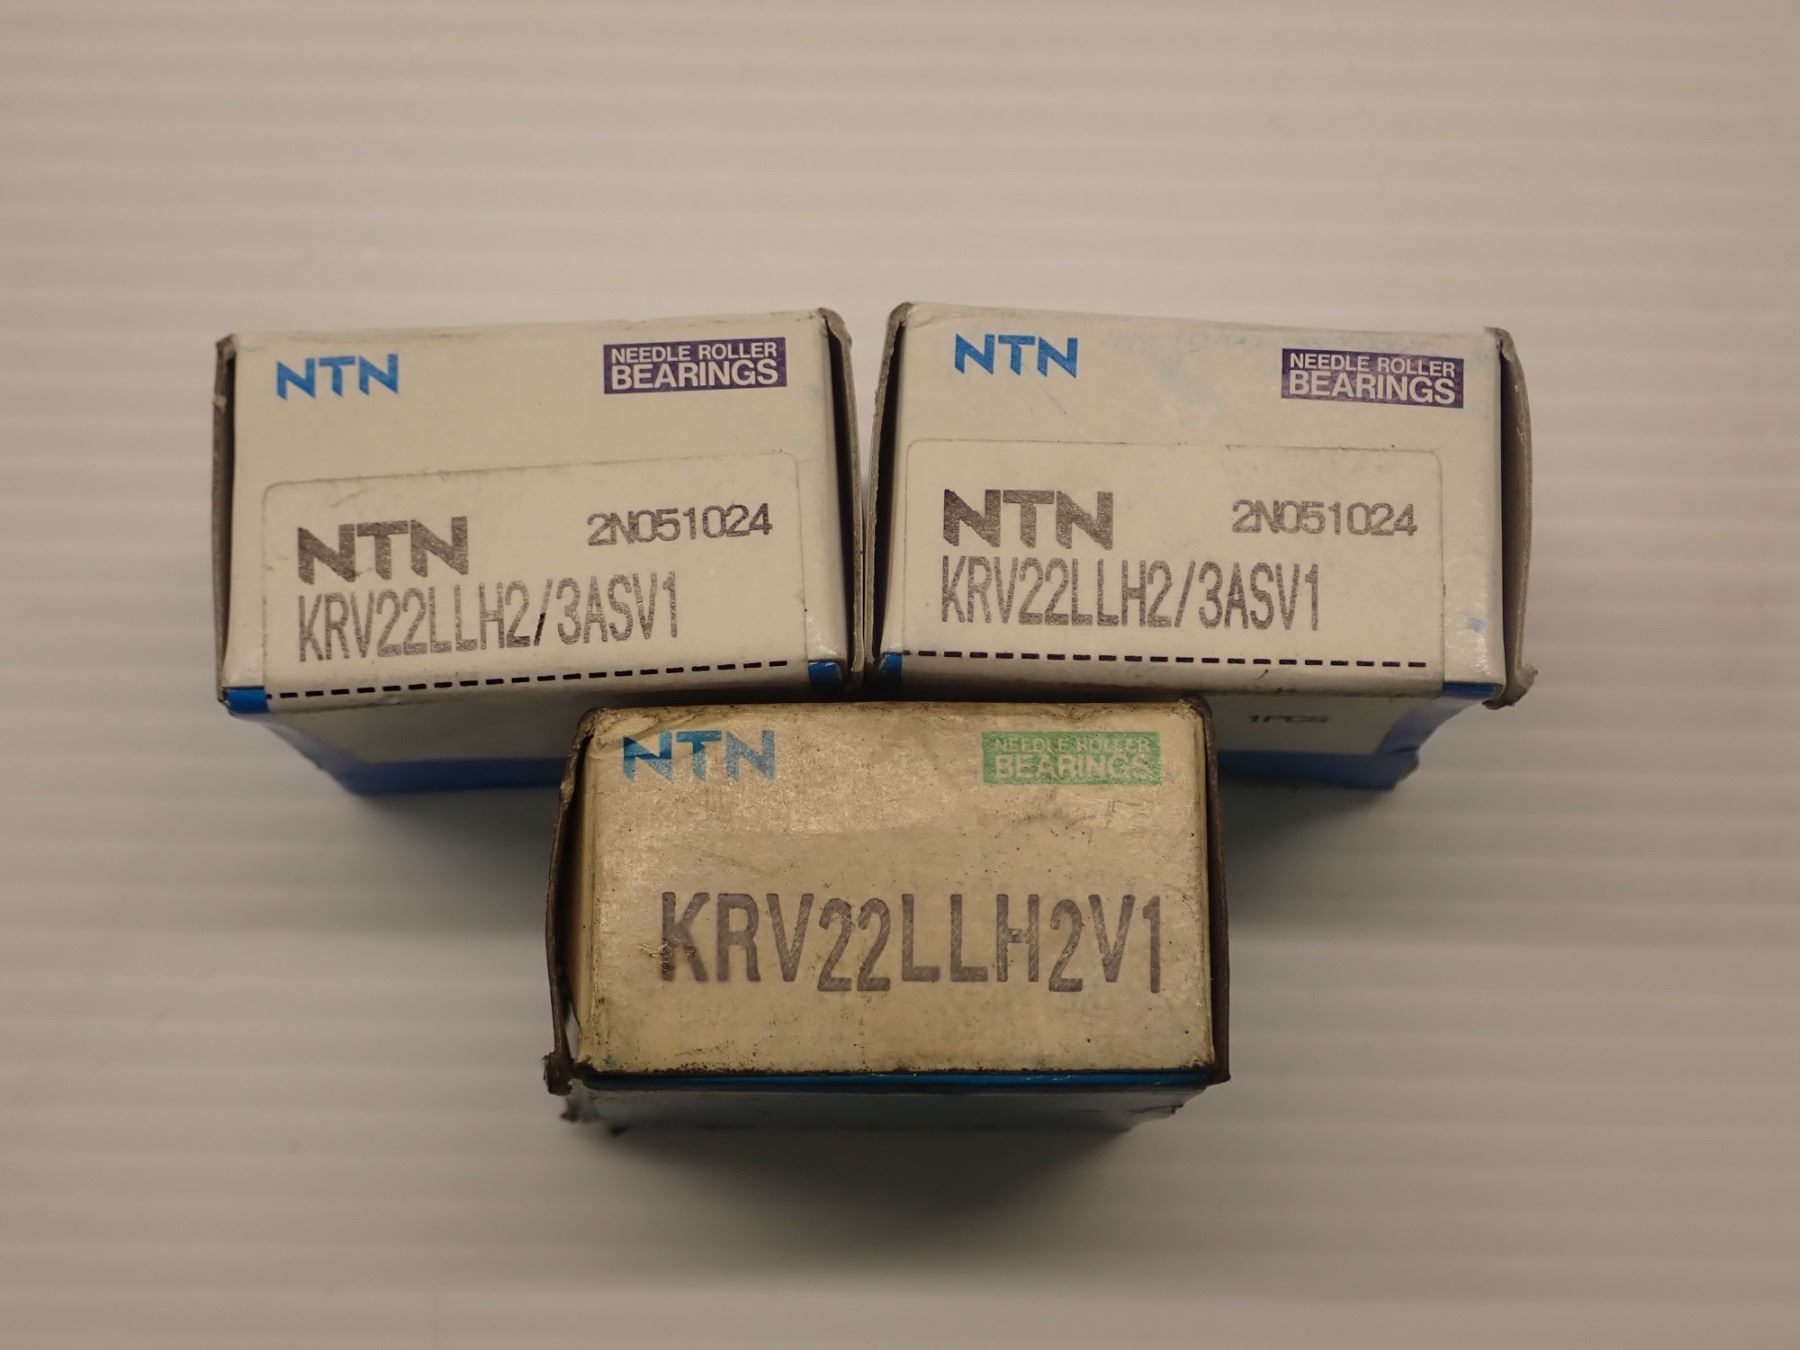 NTN
NEEDLE ROLLER
BEARINGS
NTN 2N051024
KRV22LLH2/3ASV1
NTN
NEEDLE ROLLER
BEARINGS
NTN 2N051024
KRV22LLH2/3ASV1
1PCS
NTN
NEEDLE ROLLER
BEARINGS
KRV22LLH2V1